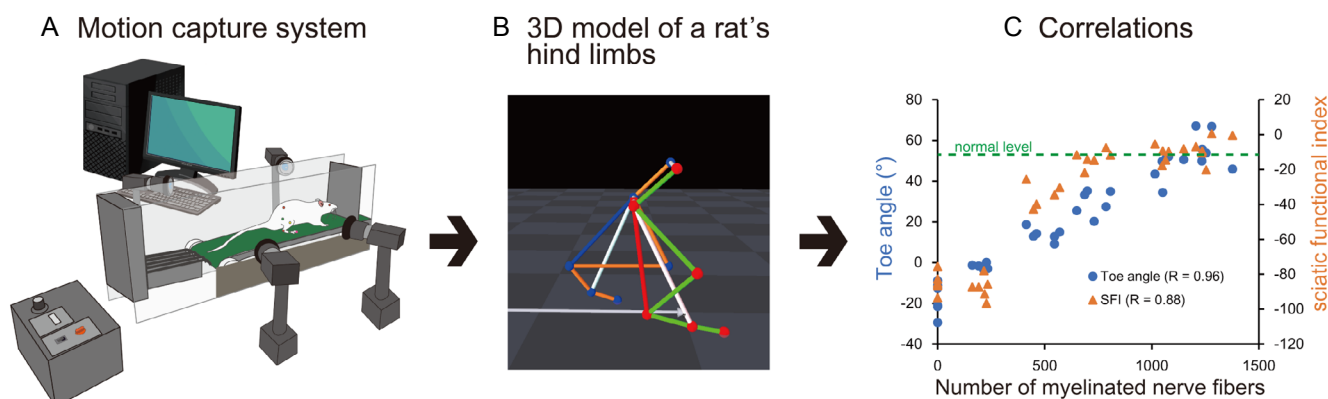 A Motion capture system
B 3D model of a rat's
hind limbs
C Correlations
80
60
40
20
0
-20
-40
Toe angle (°)
normal level
Toe angle (R = 0.96)
SFI (R = 0.88)
20
0
-20
-40
-60
-80
-100
-120
sciatic functional index
0
500
1000
1500
Number of myelinated nerve fibers